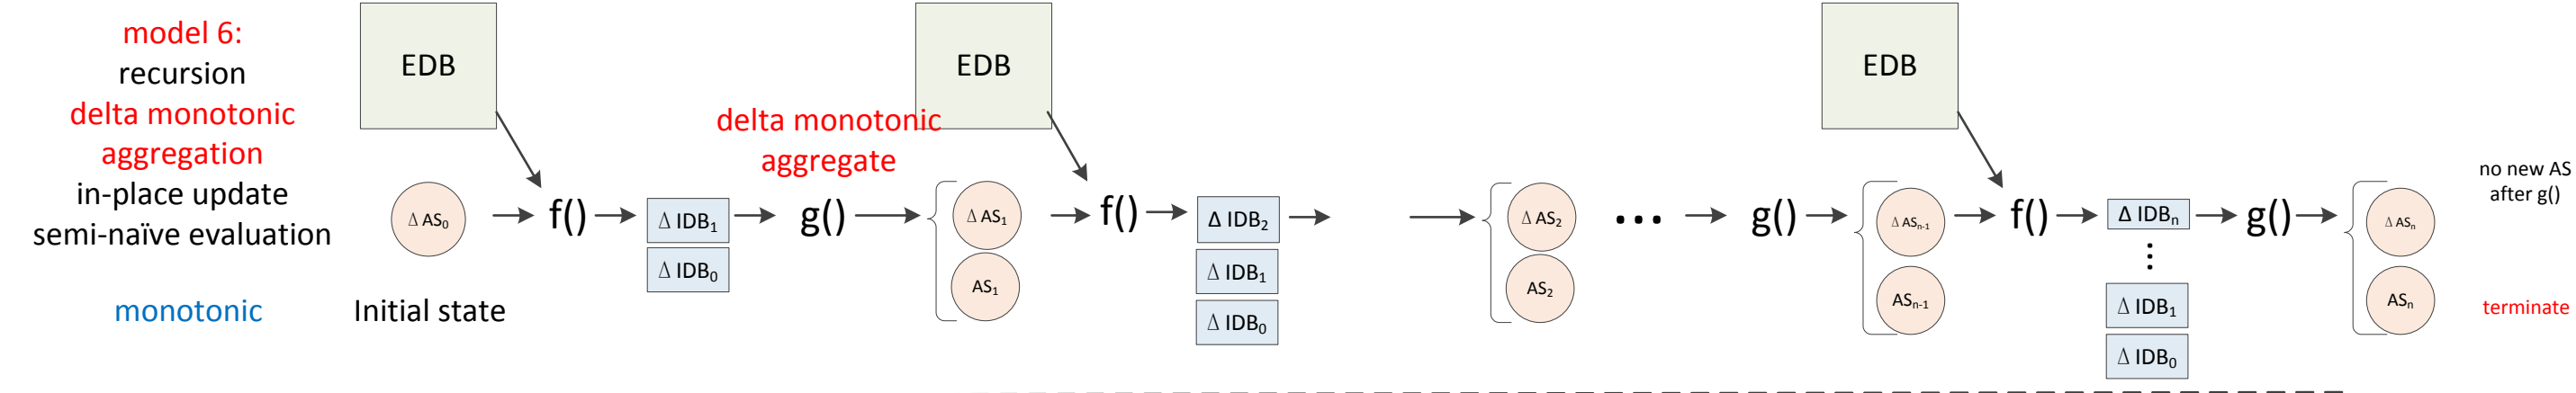 model 6:
recursion
delta monotonic
aggregation
in-place update
semi-naïve evaluation
monotonic
EDB
Δ AS₀
Initial state
f()
Δ IDB₁
Δ IDB₀
delta monotonic
aggregate
g()
EDB
Δ AS₁
AS₁
f()
Δ IDB₂
Δ IDB₁
Δ IDB₀
Δ AS₂
AS₂
...
g()
EDB
Δ ASₙ₋₁
ASₙ₋₁
f()
Δ IDBₙ
⋮
Δ IDB₁
Δ IDB₀
g()
Δ ASₙ
ASₙ
no new AS
after g()
terminate